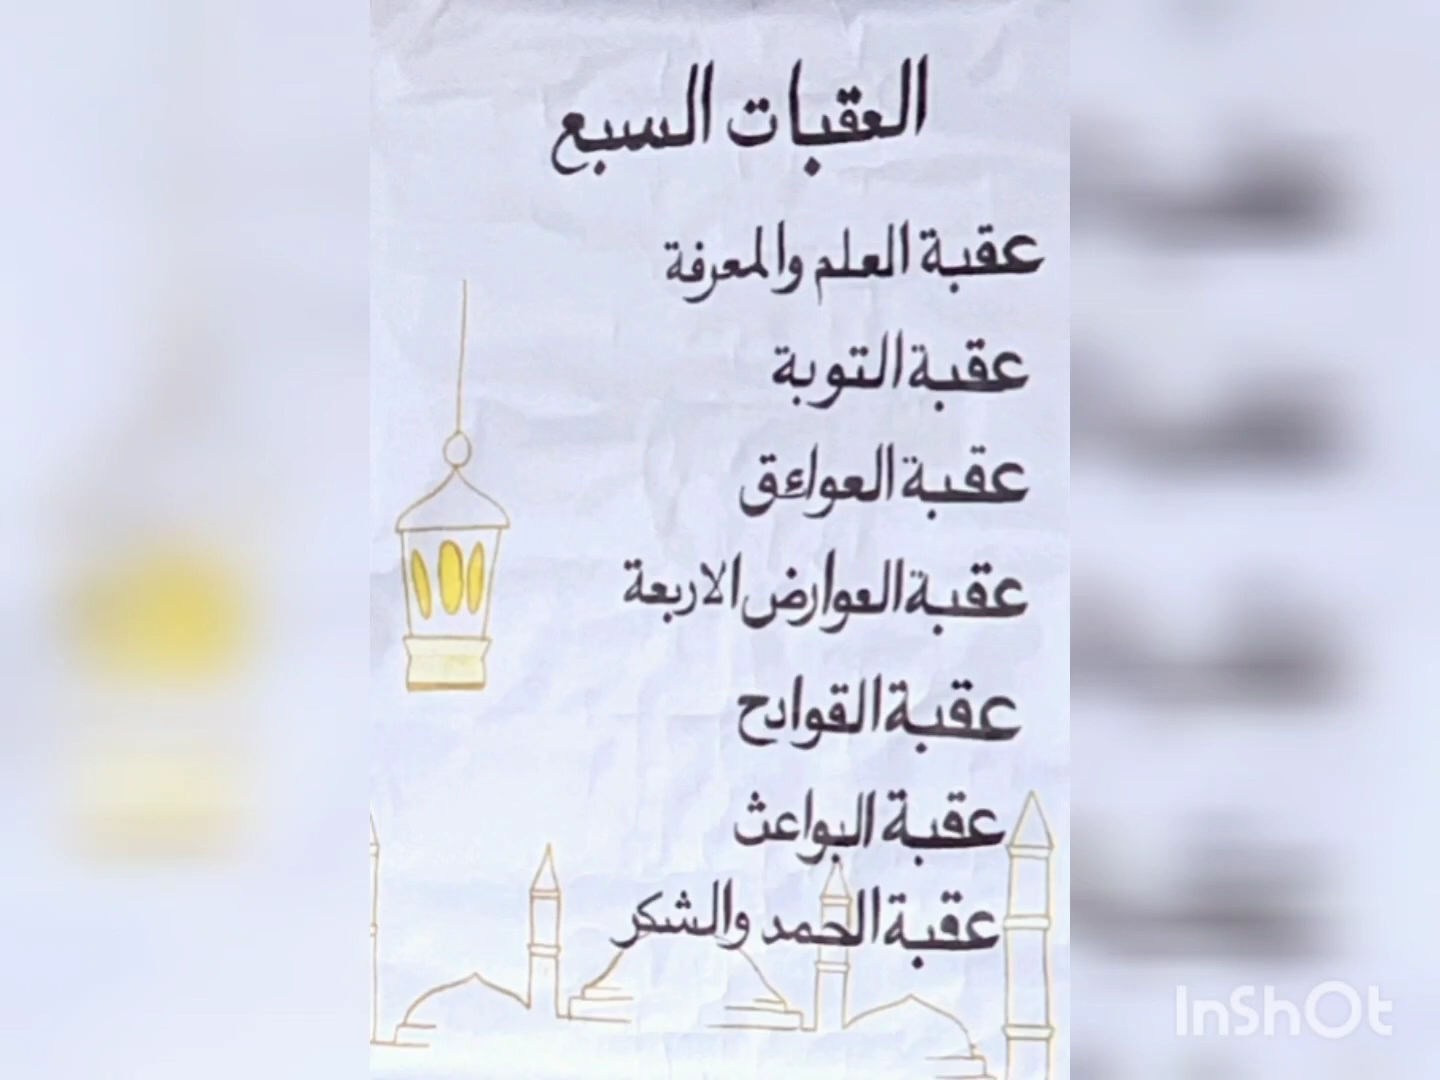 العقبات السبع
عقبة العلم والمعرفة
عقبة التوبة
عقبة العوائق
عقبة العوارض الاربعة
عقبة القوادح
عقبة البواعث
عقبة الحمد والشكر
InShOt